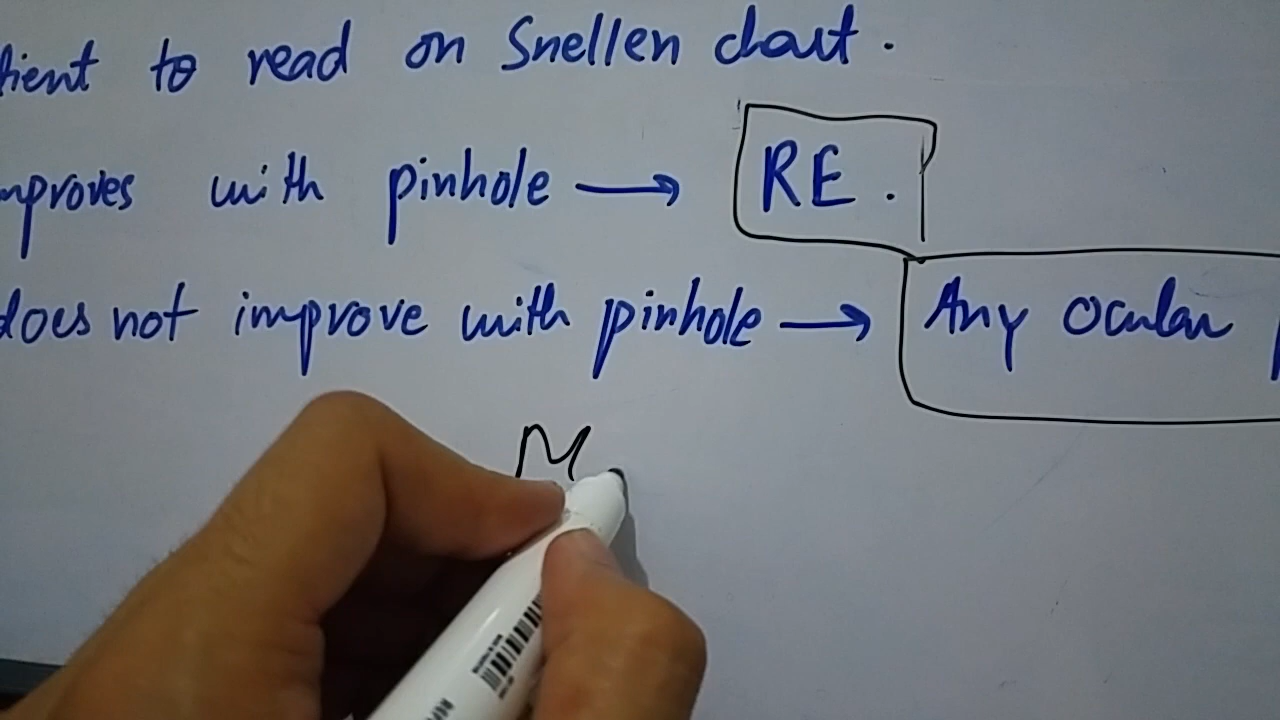 tient to read on Snellen chart.
mproves with pinhole → RE.
does not improve with pinhole → Any ocular p
M